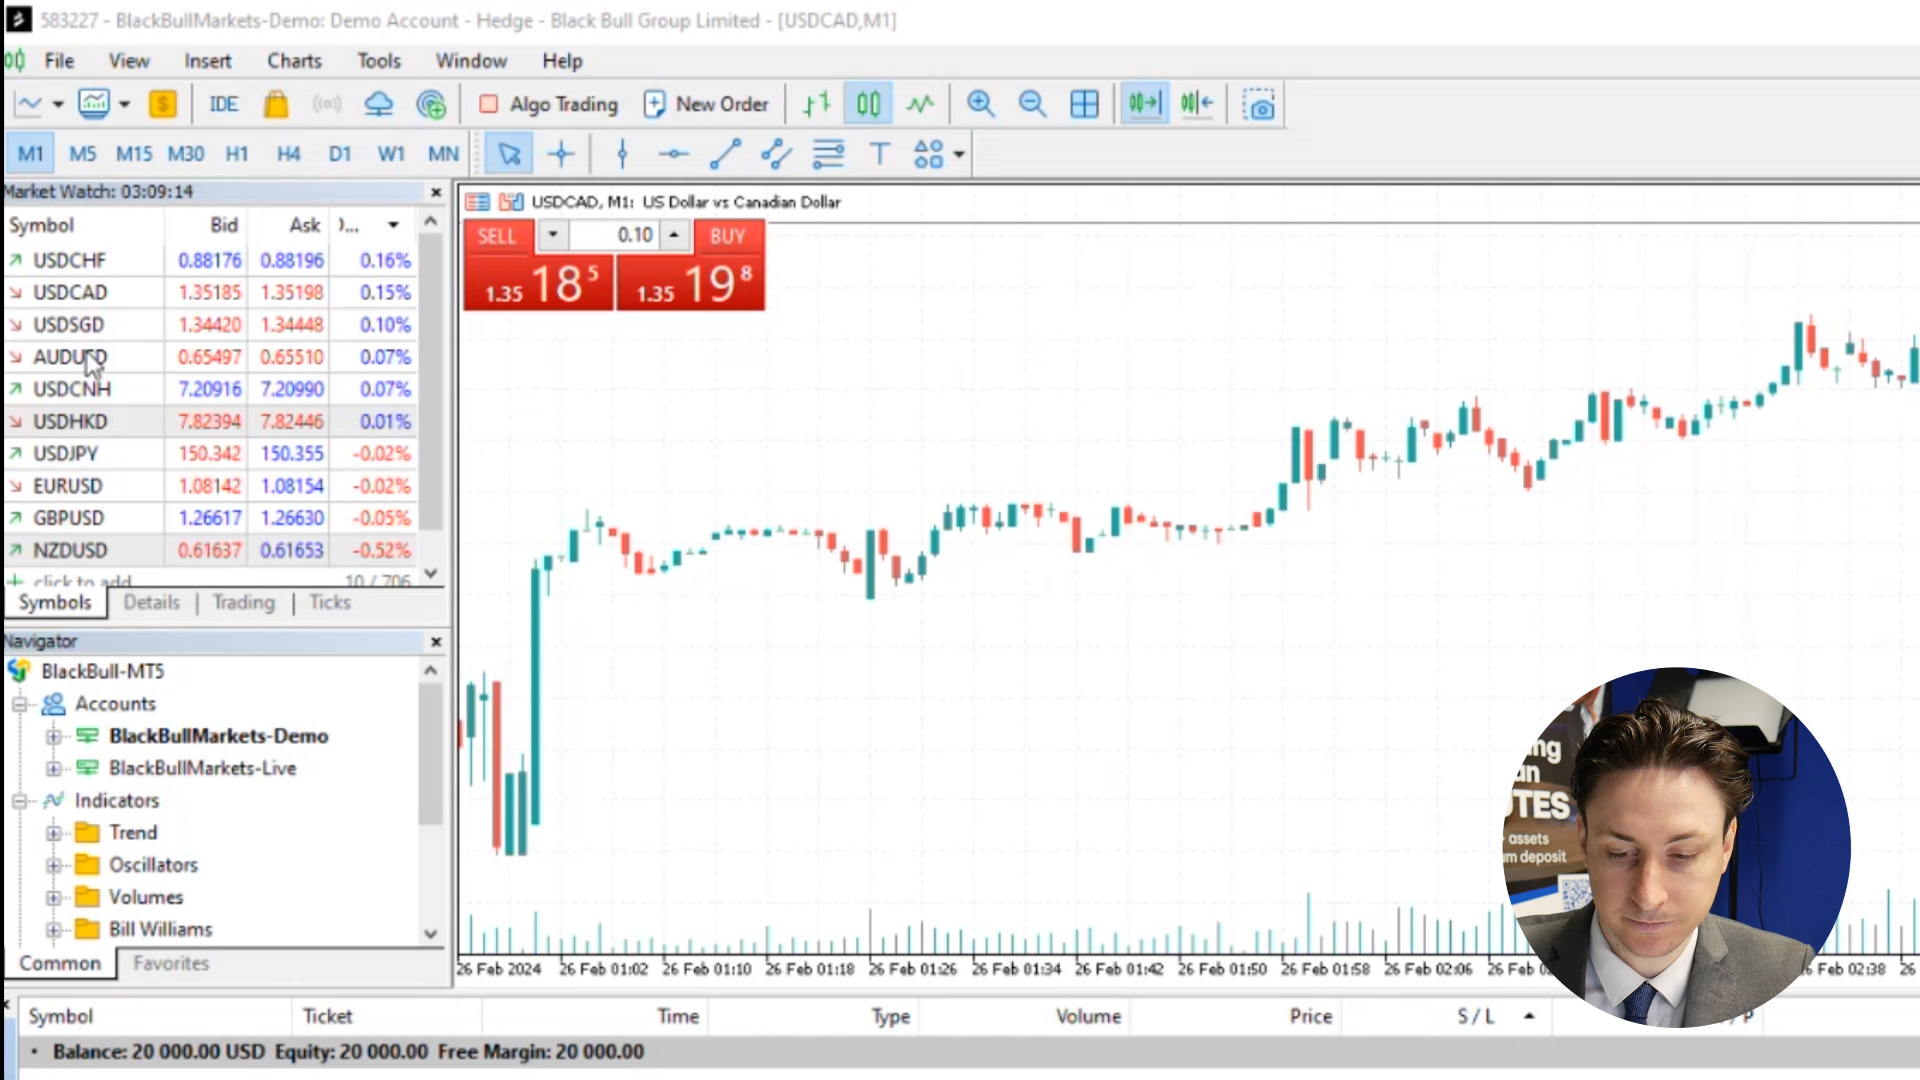 583227 - BlackBullMarkets-Demo: Demo Account - Hedge - Black Bull Group Limited - [USDCAD,M1]
File View Insert Charts Tools Window Help
IDE Algo Trading New Order
M1 M5 M15 M30 H1 H4 D1 W1 MN
Market Watch: 03:09:14
Symbol Bid Ask
USDCHF 0.88176 0.88196 0.16%
USDCAD 1.35185 1.35198 0.15%
USDSGD 1.34420 1.34448 0.10%
AUDUSD 0.65497 0.65510 0.07%
USDCNH 7.20916 7.20990 0.07%
USDHKD 7.82394 7.82446 0.01%
USDJPY 150.342 150.355 -0.02%
EURUSD 1.08142 1.08154 -0.02%
GBPUSD 1.26617 1.26630 -0.05%
NZDUSD 0.61637 0.61653 -0.52%
click to add 10 / 706
Symbols Details | Trading | Ticks
USDCAD, M1: US Dollar vs Canadian Dollar
SELL 0.10 BUY
1.35 18 5 1.35 19 8
Navigator
BlackBull-MT5
Accounts
BlackBullMarkets-Demo
BlackBullMarkets-Live
Indicators
Trend
Oscillators
Volumes
Bill Williams
Common Favorites
26 Feb 2024 26 Feb 01:02 26 Feb 01:10 26 Feb 01:18 26 Feb 01:26 26 Feb 01:34 26 Feb 01:42 26 Feb 01:50 26 Feb 01:58 26 Feb 02:06 26 Feb Feb 02:38 26
assets
deposit
Symbol Ticket Time Type Volume Price S / L
Balance: 20 000.00 USD Equity: 20 000.00 Free Margin: 20 000.00